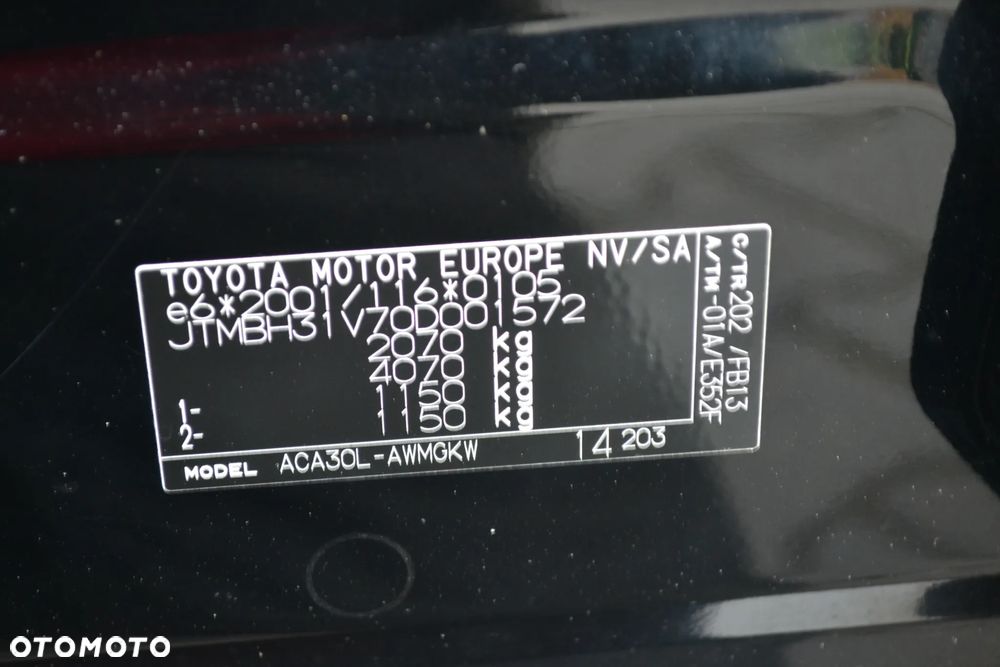 TOYOTA MOTOR EUROPE NV/SA
e6*2001/116*0105
JTMBH31V70D001572
2070 kg
4070 kg
1- 1150 kg
2- 1150 kg
MODEL ACA30L-AWMGKW 14 203
C/TR 202 /FB13
A/TM -01A/E352F
OTOMOTO